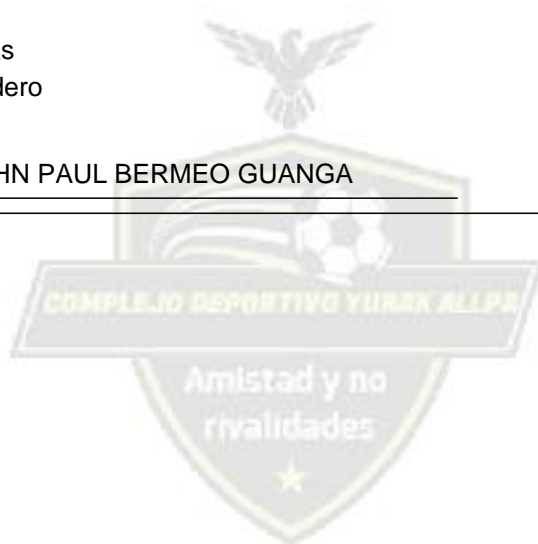 s
dero
HN PAUL BERMEO GUANGA
COMPLEJO DEPORTIVO YURAK ALLPA
Amistad y no
rivalidades